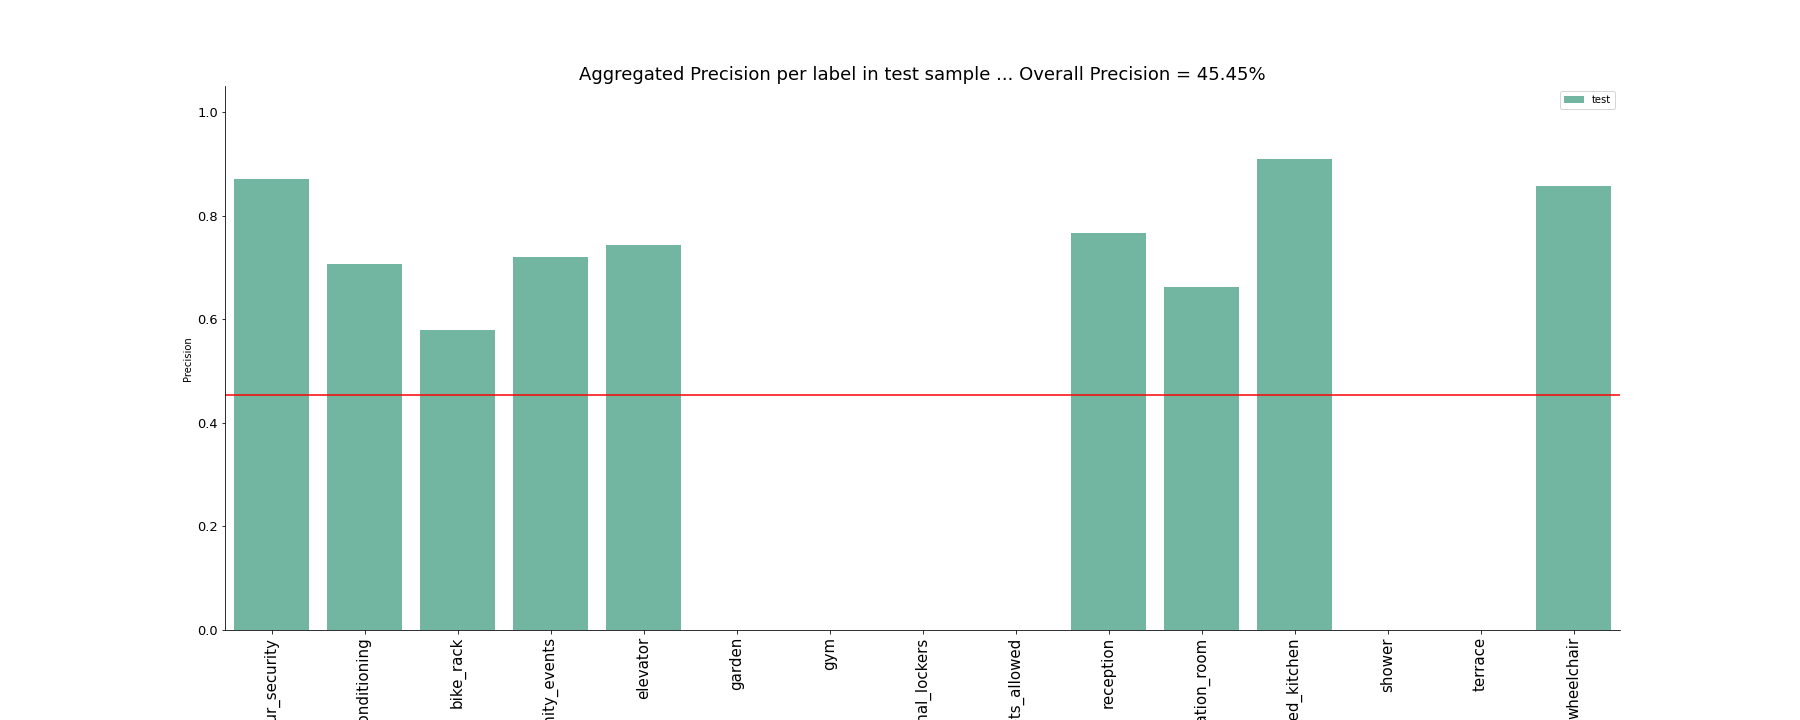 Aggregated Precision per label in test sample ... Overall Precision = 45.45%
test
1.0
0.8
0.6
0.4
0.2
0.0
Precision
ur_security
onditioning
bike_rack
nity_events
elevator
garden
gym
nal_lockers
ts_allowed
reception
ation_room
ed_kitchen
shower
terrace
wheelchair